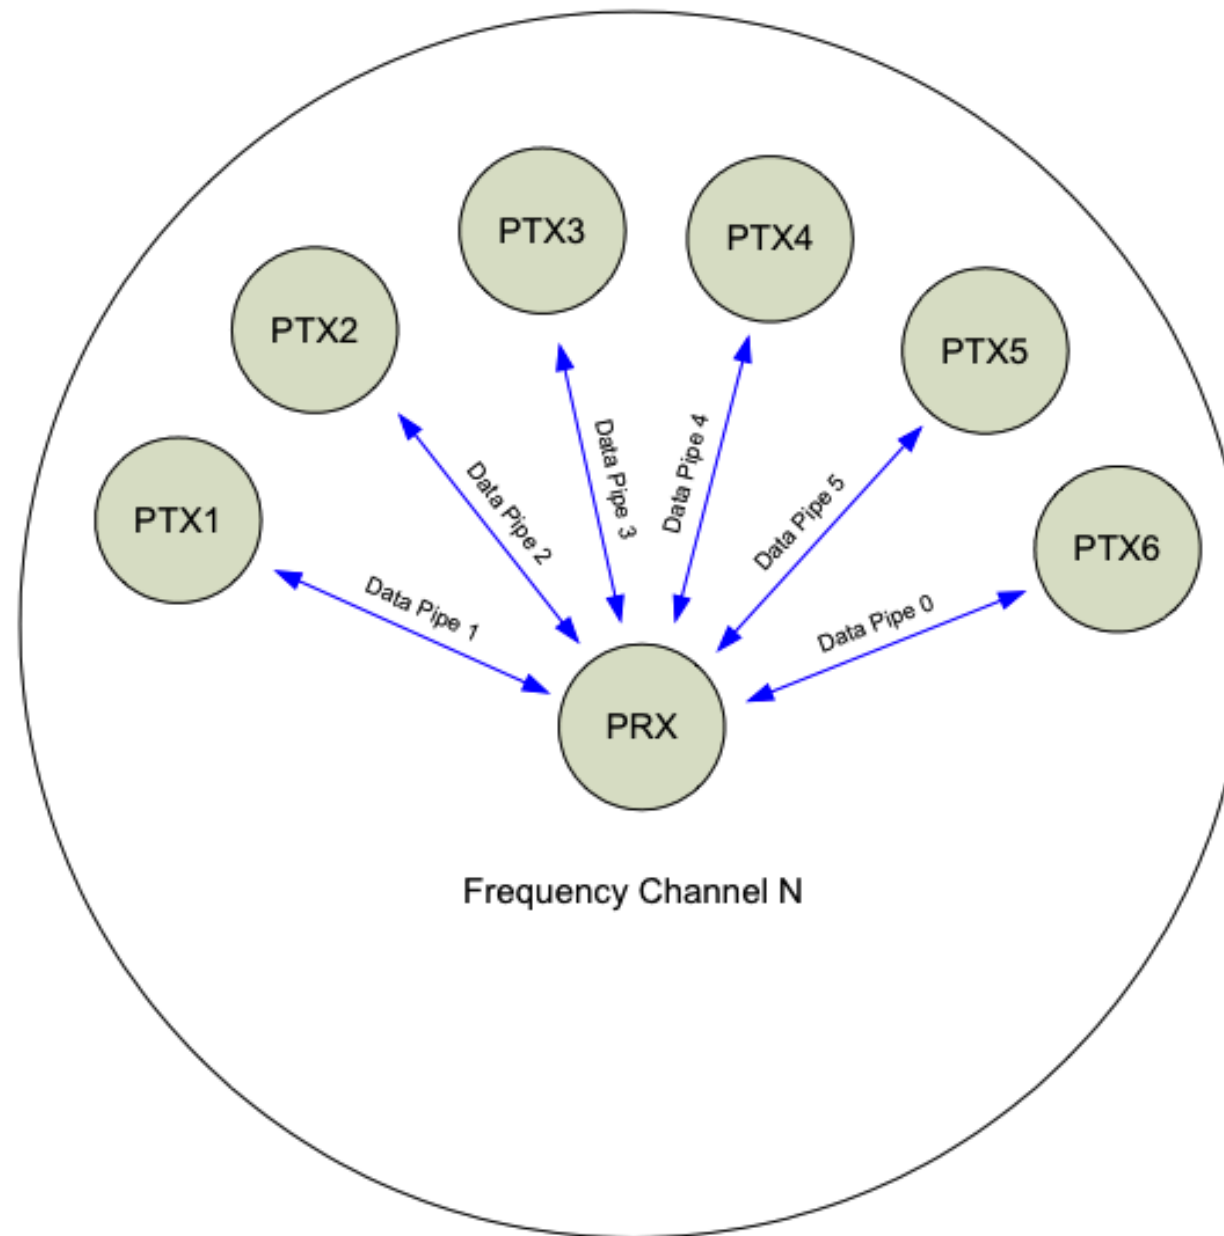 PTX3
PTX4
PTX2
PTX5
PTX1
PTX6
Data Pipe 1
Data Pipe 2
Data Pipe 3
Data Pipe 4
Data Pipe 5
Data Pipe 0
PRX
Frequency Channel N